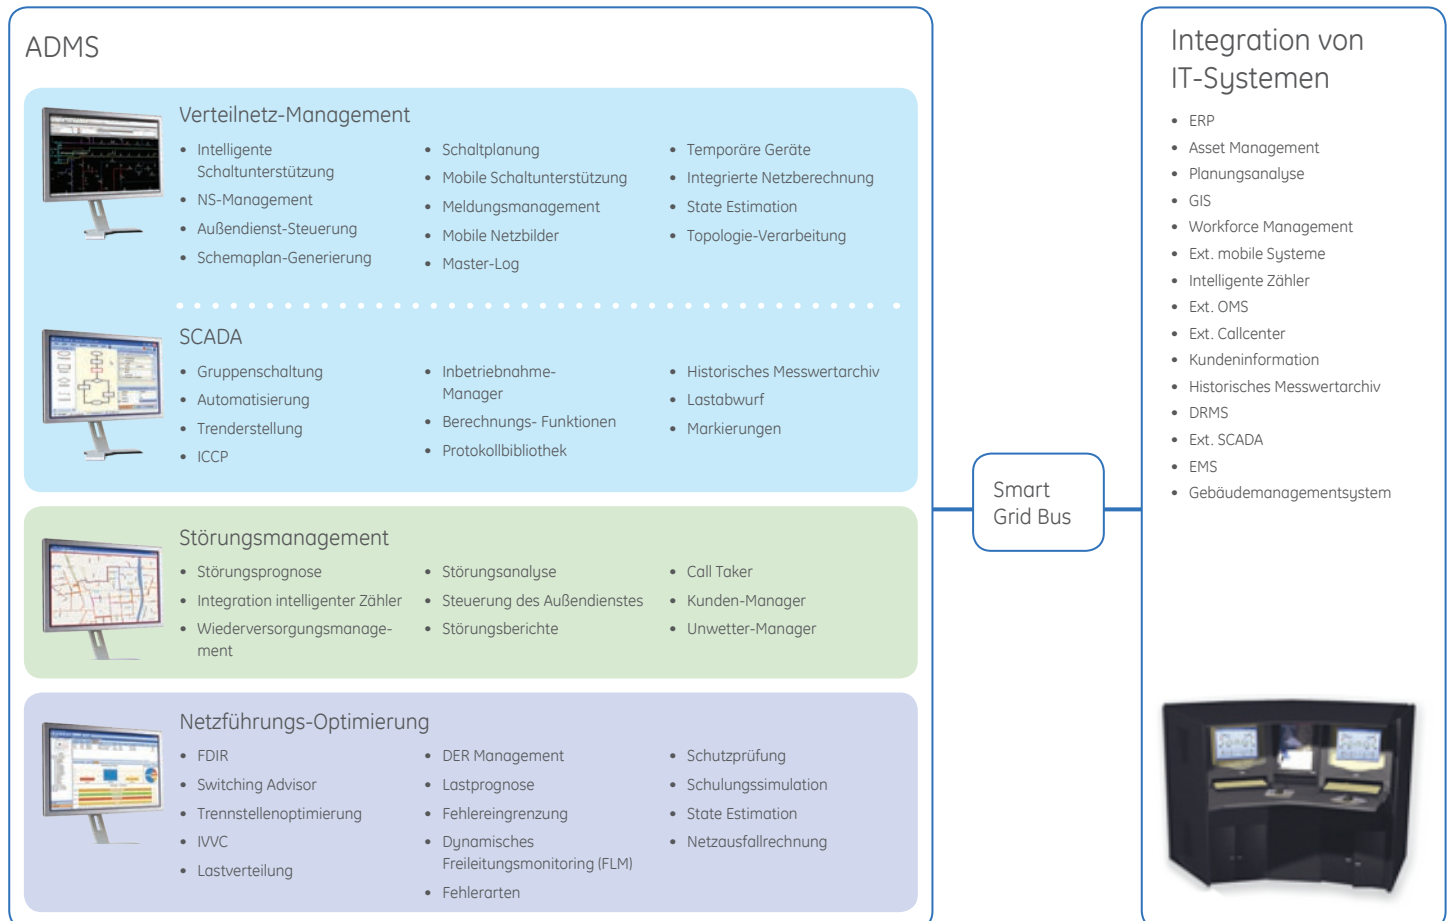 ADMS
Verteilnetz-Management
• Intelligente
Schaltunterstützung
• NS-Management
• Außendienst-Steuerung
• Schemaplan-Generierung
• Schaltplanung
• Mobile Schaltunterstützung
• Meldungsmanagement
• Mobile Netzbilder
• Master-Log
• Temporäre Geräte
• Integrierte Netzberechnung
• State Estimation
• Topologie-Verarbeitung
SCADA
• Gruppenschaltung
• Automatisierung
• Trenderstellung
• ICCP
• Inbetriebnahme-
Manager
• Berechnungs- Funktionen
• Protokollbibliothek
• Historisches Messwertarchiv
• Lastabwurf
• Markierungen
Störungsmanagement
• Störungsprognose
• Integration intelligenter Zähler
• Wiederversorgungsmanage-
ment
• Störungsanalyse
• Steuerung des Außendienstes
• Störungsberichte
• Call Taker
• Kunden-Manager
• Unwetter-Manager
Netzführungs-Optimierung
• FDIR
• Switching Advisor
• Trennstellenoptimierung
• IVVC
• Lastverteilung
• DER Management
• Lastprognose
• Fehlereingrenzung
• Dynamisches
Freileitungsmonitoring (FLM)
• Fehlerarten
• Schutzprüfung
• Schulungssimulation
• State Estimation
• Netzausfallrechnung
Smart
Grid Bus
Integration von
IT-Systemen
• ERP
• Asset Management
• Planungsanalyse
• GIS
• Workforce Management
• Ext. mobile Systeme
• Intelligente Zähler
• Ext. OMS
• Ext. Callcenter
• Kundeninformation
• Historisches Messwertarchiv
• DRMS
• Ext. SCADA
• EMS
• Gebäudemanagementsystem